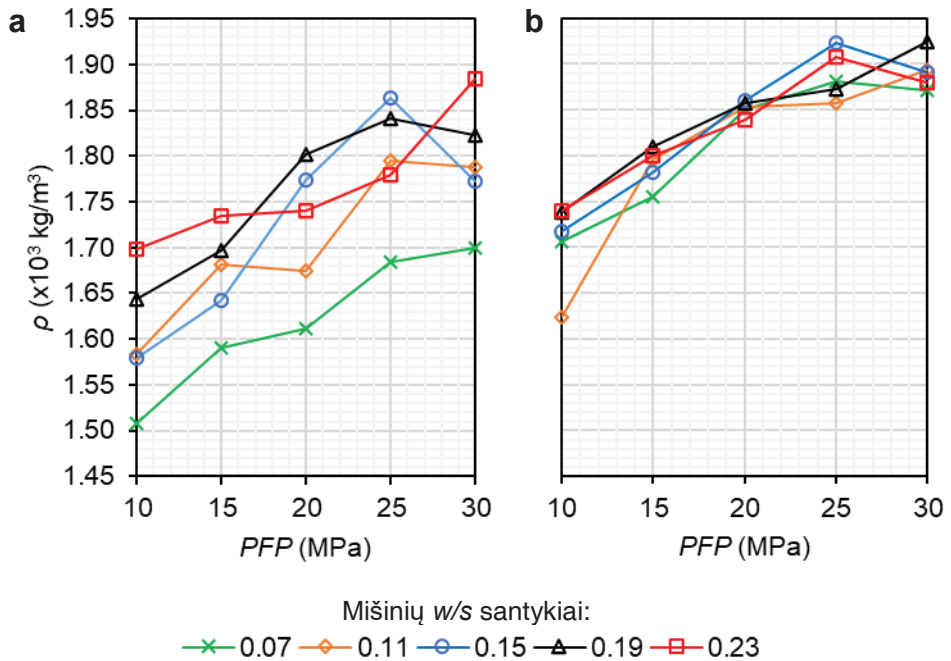 a
b
1.95
1.90
1.85
1.80
1.75
1.70
1.65
1.60
1.55
1.50
1.45
ρ (x10³ kg/m³)
10 15 20 25 30
10 15 20 25 30
PFP (MPa)
PFP (MPa)
Mišinių w/s santykiai:
0.07 0.11 0.15 0.19 0.23